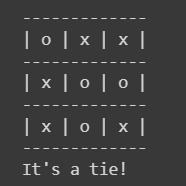 -------------
| o | x | x |
-------------
| x | o | o |
-------------
| x | o | x |
-------------
It's a tie!